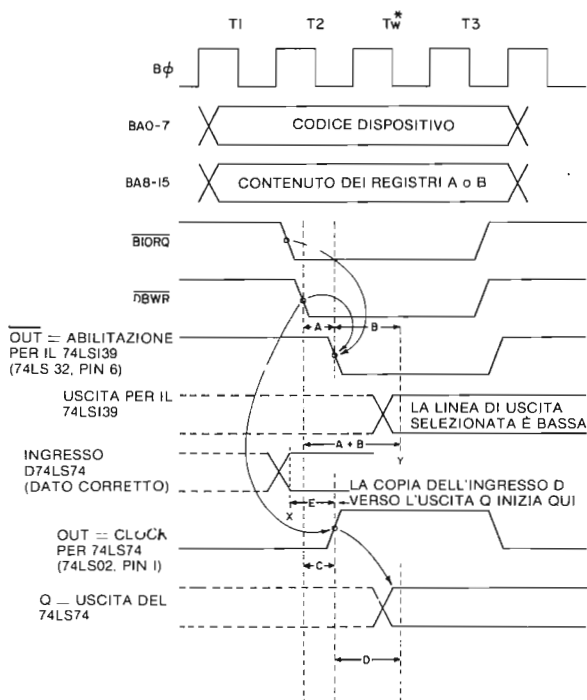 T1 T2 Tw* T3
Bϕ
BA0-7
CODICE DISPOSITIVO
BA8-15
CONTENUTO DEI REGISTRI A o B
BIORQ
DBWR
A B
OUT = ABILITAZIONE
PER IL 74LS139
(74LS 32, PIN 6)
USCITA PER IL
74LS139
LA LINEA DI USCITA
SELEZIONATA È BASSA
A + B
Y
INGRESSO
D74LS74
(DATO CORRETTO)
LA COPIA DELL'INGRESSO D
VERSO L'USCITA Q INIZIA QUI
E
X
OUT = CLOCK
PER 74LS74
(74LS02, PIN 1)
C
Q = USCITA DEL
74LS74
D